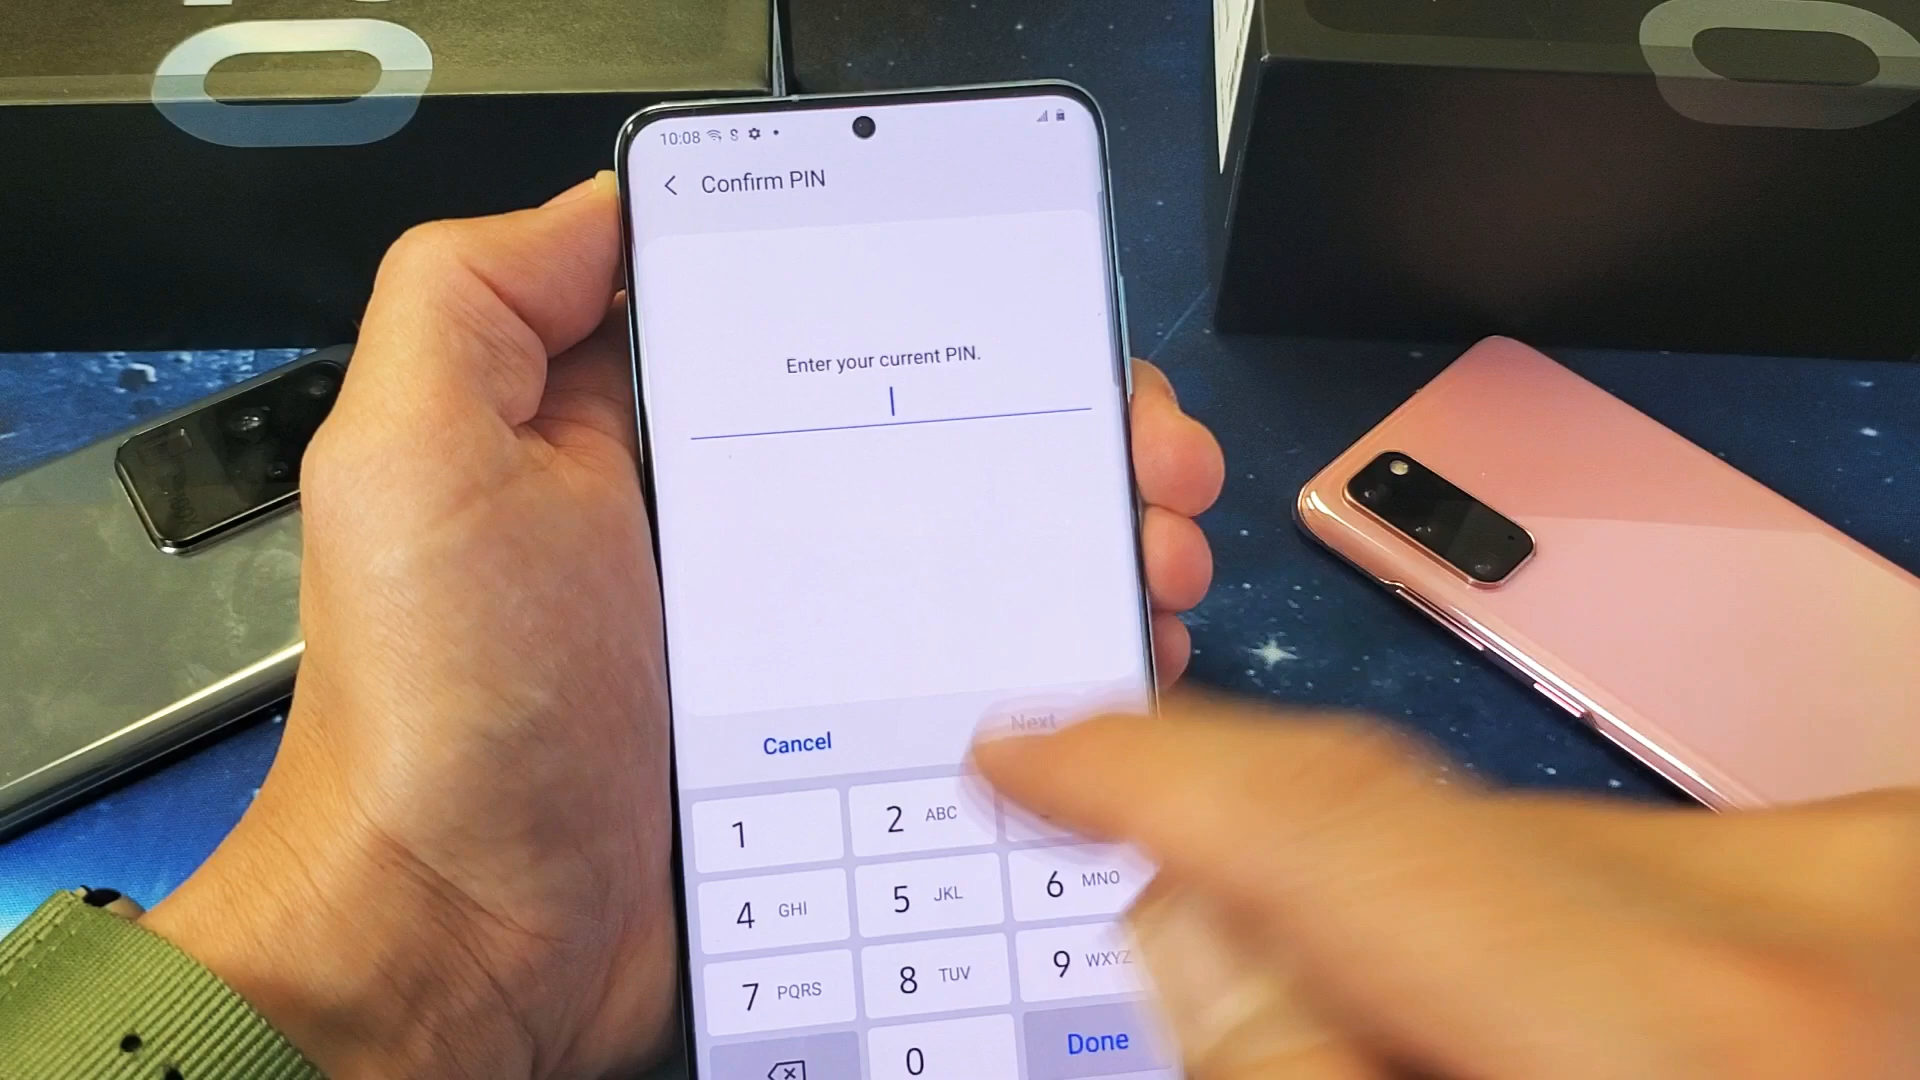 10:08
Confirm PIN
Enter your current PIN.
Cancel
Next
1
2 ABC
4 GHI
5 JKL
6 MNO
7 PQRS
8 TUV
9 WXYZ
0
Done